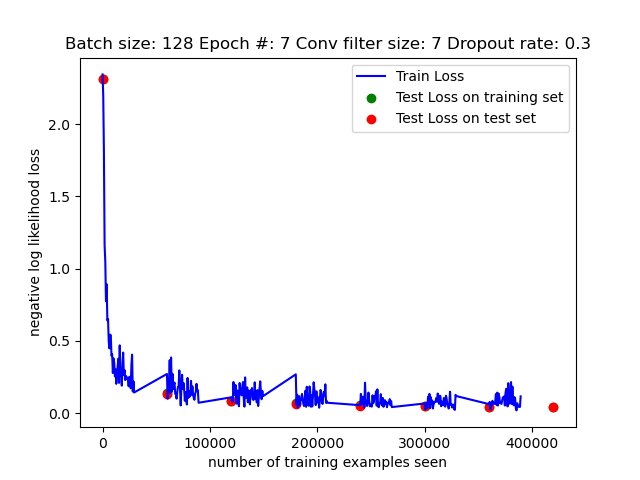 Batch size: 128 Epoch #: 7 Conv filter size: 7 Dropout rate: 0.3
Train Loss
Test Loss on training set
Test Loss on test set
negative log likelihood loss
2.0
1.5
1.0
0.5
0.0
0
100000
200000
300000
400000
number of training examples seen